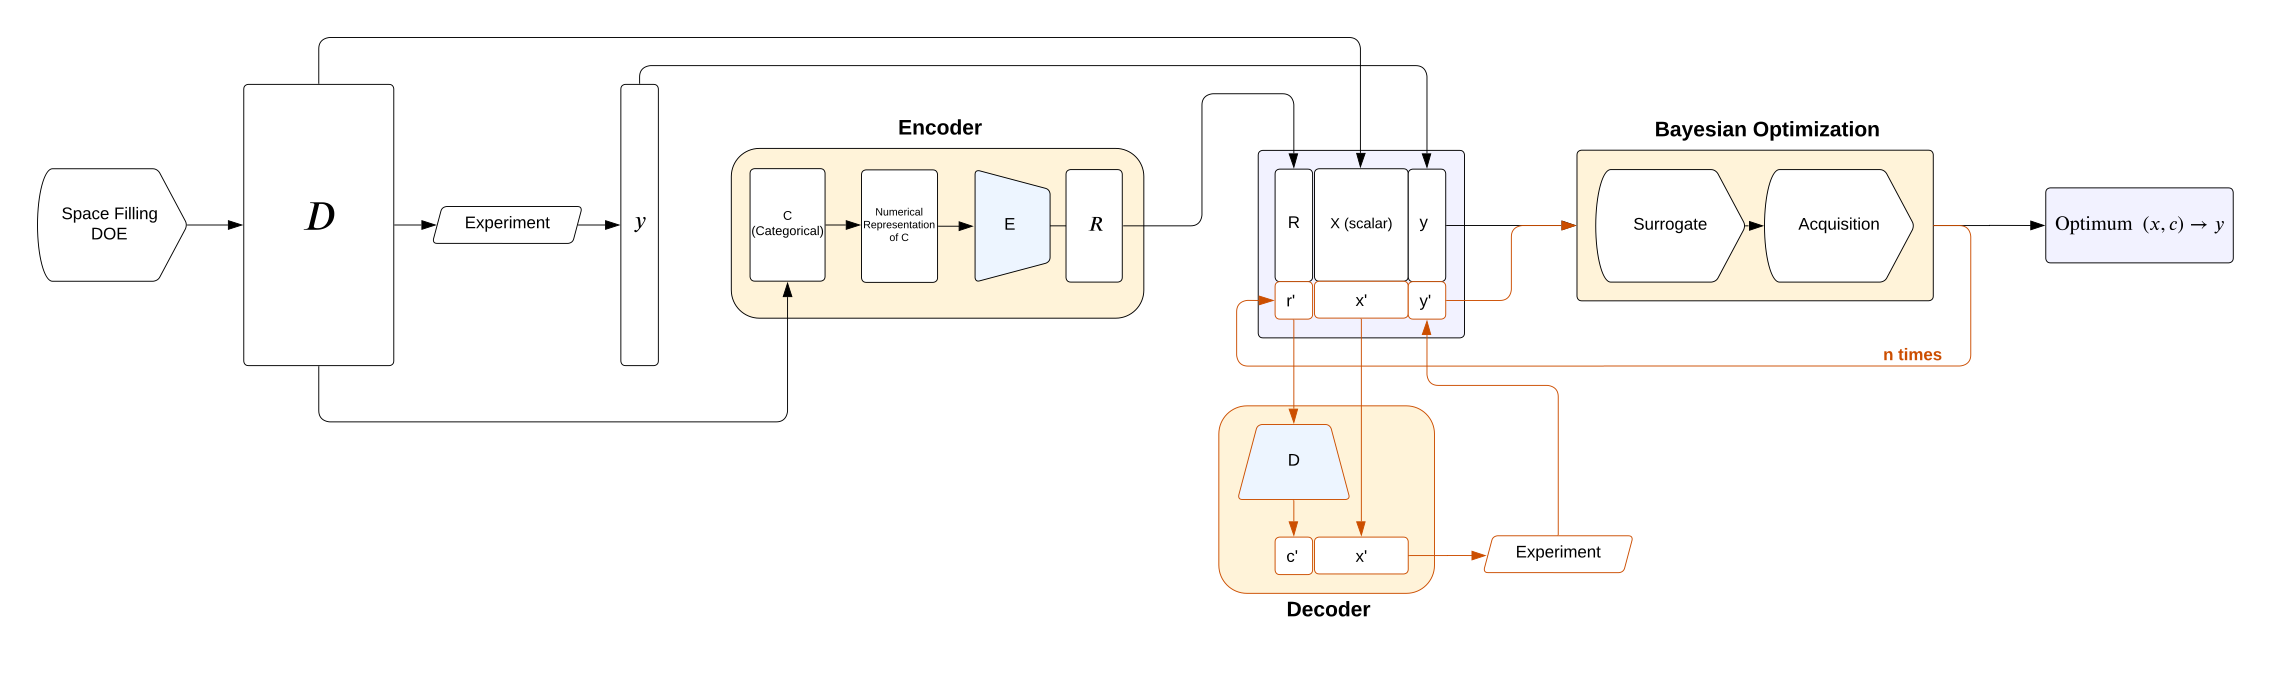 Space Filling
DOE
D
Experiment
y
Encoder
C
(Categorical)
Numerical
Representation
of C
E
R
R
X (scalar)
y
r'
x'
y'
Bayesian Optimization
Surrogate
Acquisition
Optimum (x, c) → y
n times
D
c'
x'
Experiment
Decoder